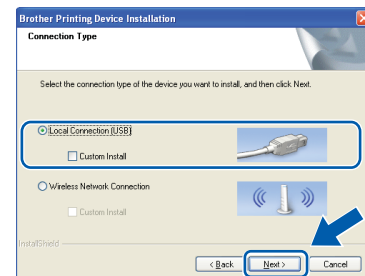 Brother Printing Device Installation
Connection Type
Select the connection type of the device you want to install, and then click Next.
Local Connection (USB)
Custom Install
Wireless Network Connection
Custom Install
InstallShield
< Back
Next >
Cancel